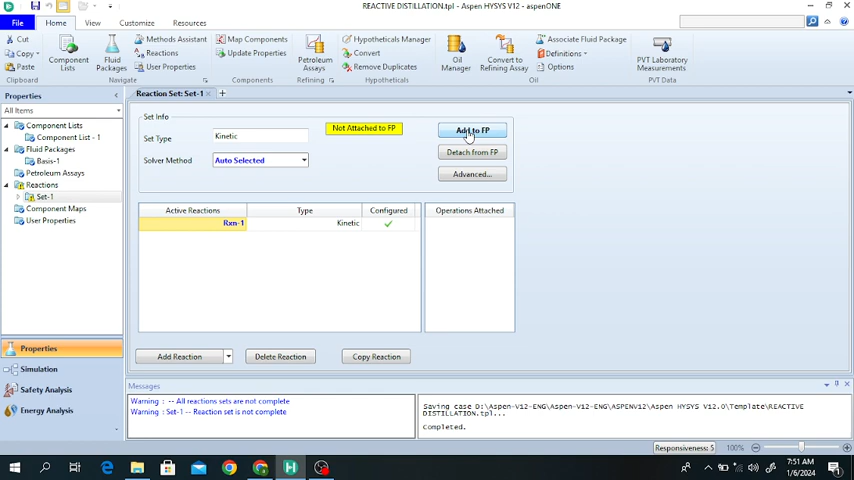 REACTIVE DISTILLATION.tpl - Aspen HYSYS V12 - aspenONE
File
Home
View
Customize
Resources
Cut
Copy
Paste
Clipboard
Component Lists
Fluid Packages
Methods Assistant
Reactions
User Properties
Navigate
Map Components
Update Properties
Components
Petroleum Assays
Refining
Hypotheticals Manager
Convert
Remove Duplicates
Hypotheticals
Oil Manager
Convert to Refining Assay
Associate Fluid Package
Definitions
Options
Oil
PVT Laboratory Measurements
PVT Data
Properties
All Items
Component Lists
Component List - 1
Fluid Packages
Basis-1
Petroleum Assays
Reactions
Set-1
Component Maps
User Properties
Properties
Simulation
Safety Analysis
Energy Analysis
Reaction Set: Set-1
Set Info
Set Type
Kinetic
Not Attached to FP
Add to FP
Solver Method
Auto Selected
Detach from FP
Advanced...
Active Reactions
Type
Configured
Operations Attached
Rxn-1
Kinetic
Add Reaction
Delete Reaction
Copy Reaction
Messages
Warning : -- All reactions sets are not complete
Warning : Set-1 -- Reaction set is not complete
Saving case D:\Aspen-V12-ENG\Aspen-V12-ENG\ASPENV12\Aspen HYSYS V12.0\Template\REACTIVE
DISTILLATION.tpl...
Completed.
Responsiveness: 5
100%
7:51 AM
1/6/2024